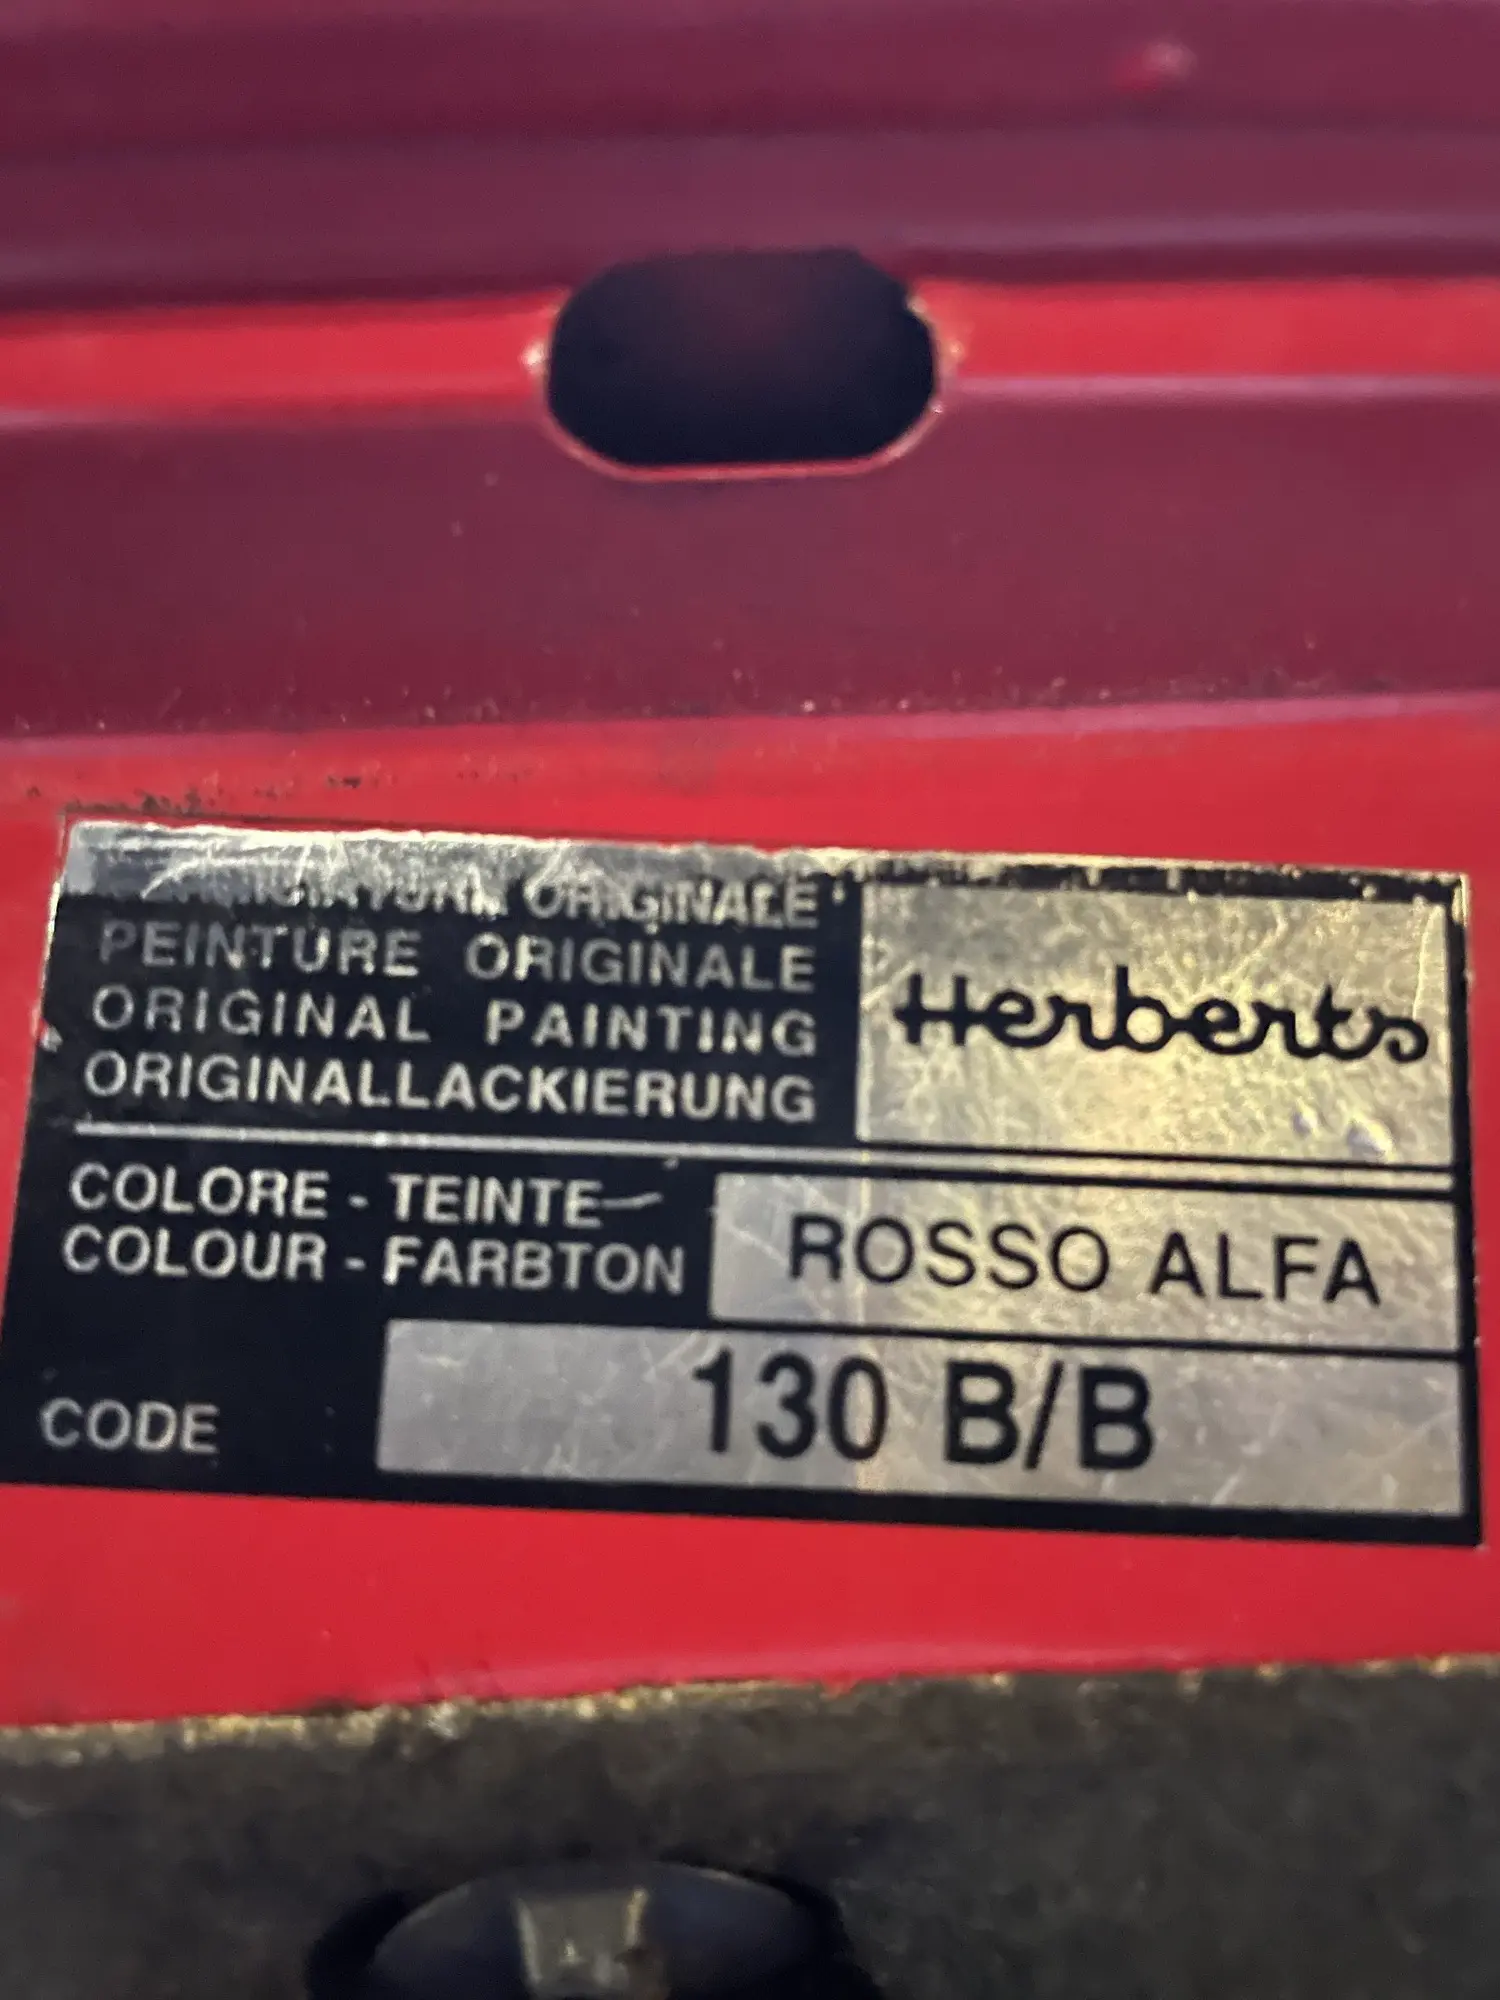 ORIGINALE
PEINTURE ORIGINALE
ORIGINAL PAINTING
ORIGINALLACKIERUNG
Herberts
COLORE - TEINTE
COLOUR - FARBTON
ROSSO ALFA
CODE
130 B/B